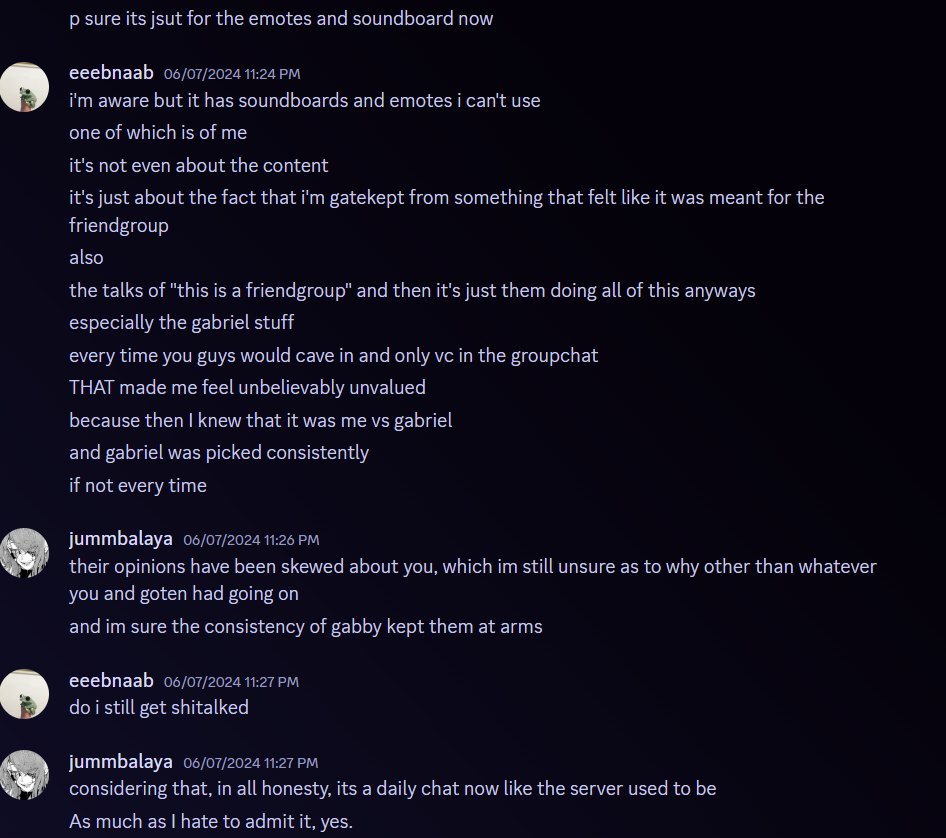 p sure its jsut for the emotes and soundboard now
eeebnaab 06/07/2024 11:24 PM
i'm aware but it has soundboards and emotes i can't use
one of which is of me
it's not even about the content
it's just about the fact that i'm gatekept from something that felt like it was meant for the
friendgroup
also
the talks of "this is a friendgroup" and then it's just them doing all of this anyways
especially the gabriel stuff
every time you guys would cave in and only vc in the groupchat
THAT made me feel unbelievably unvalued
because then I knew that it was me vs gabriel
and gabriel was picked consistently
if not every time
jummbalaya 06/07/2024 11:26 PM
their opinions have been skewed about you, which im still unsure as to why other than whatever
you and goten had going on
and im sure the consistency of gabby kept them at arms
eeebnaab 06/07/2024 11:27 PM
do i still get shitalked
jummbalaya 06/07/2024 11:27 PM
considering that, in all honesty, its a daily chat now like the server used to be
As much as I hate to admit it, yes.